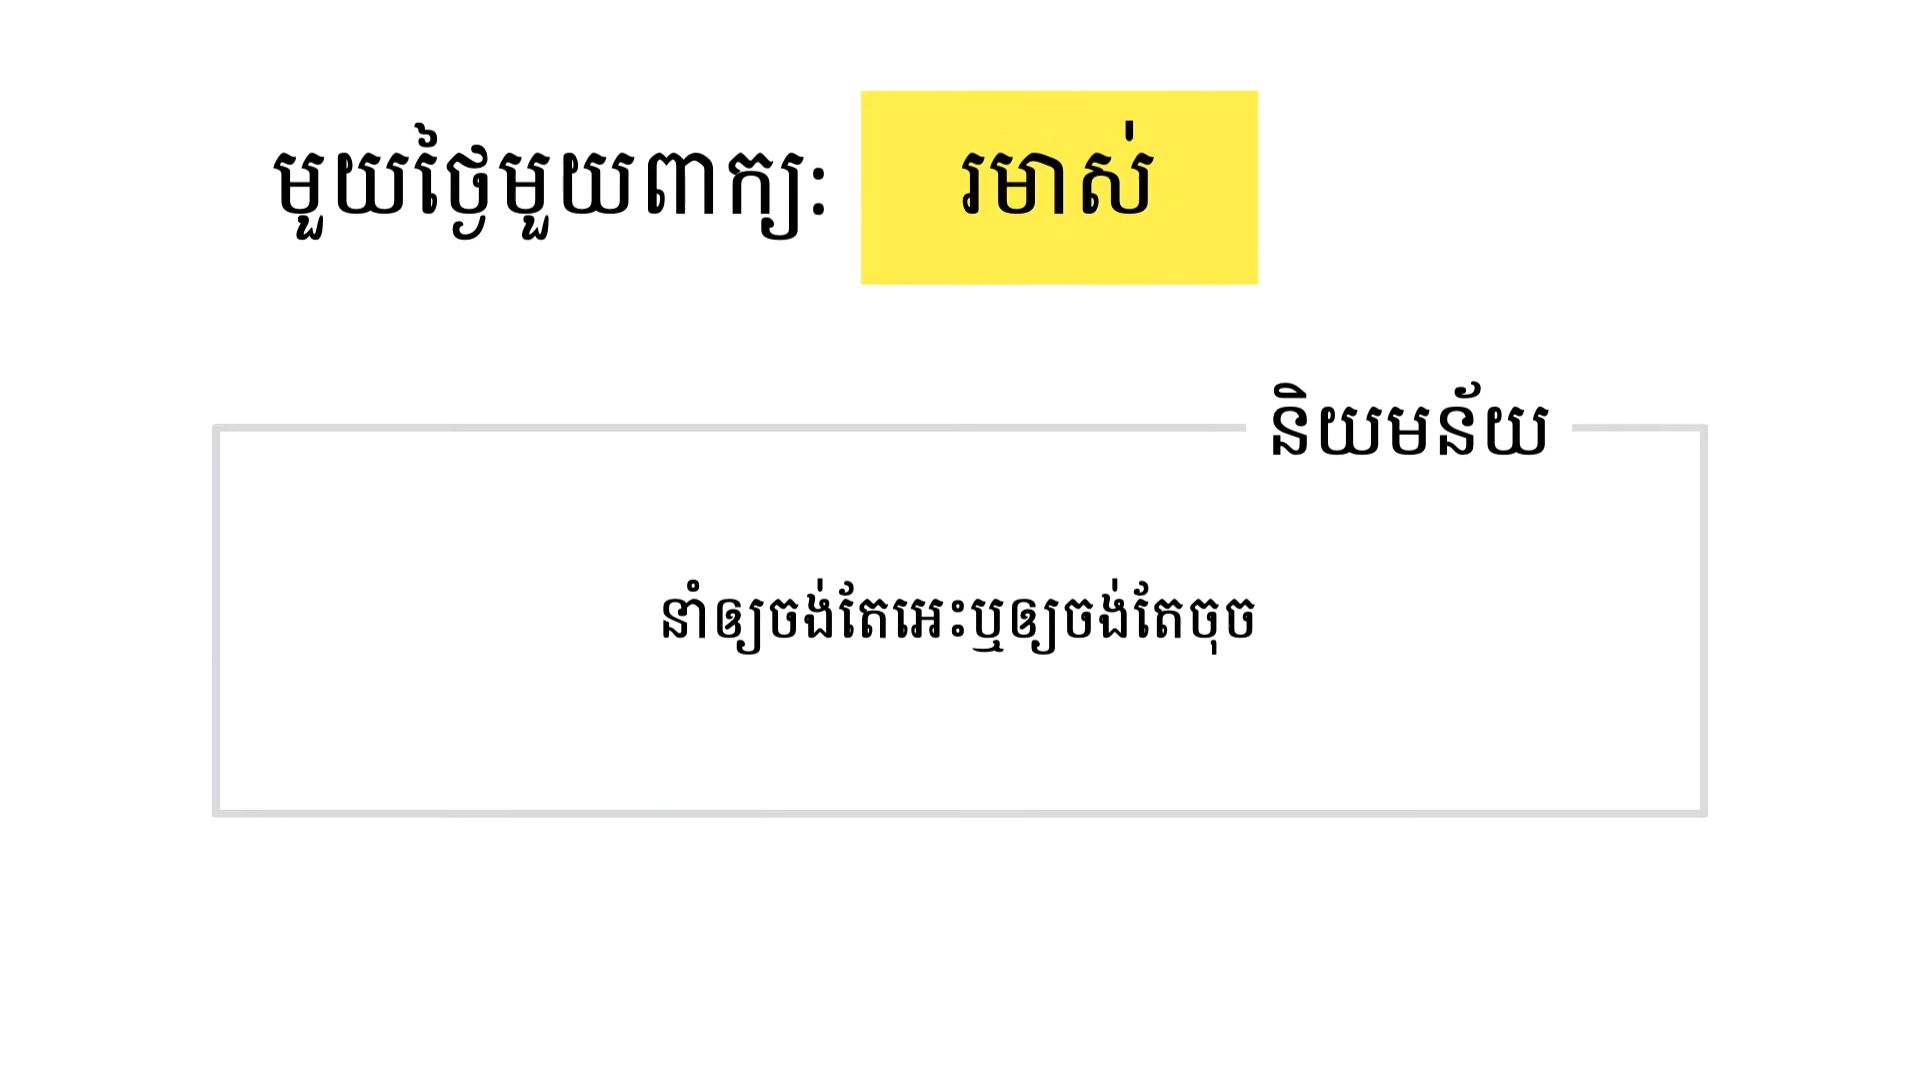 មួយថ្ងៃមួយពាក្យ: រមាស់
និយមន័យ
នាំឲ្យចង់តែអេះឬឲ្យចង់តែចុច